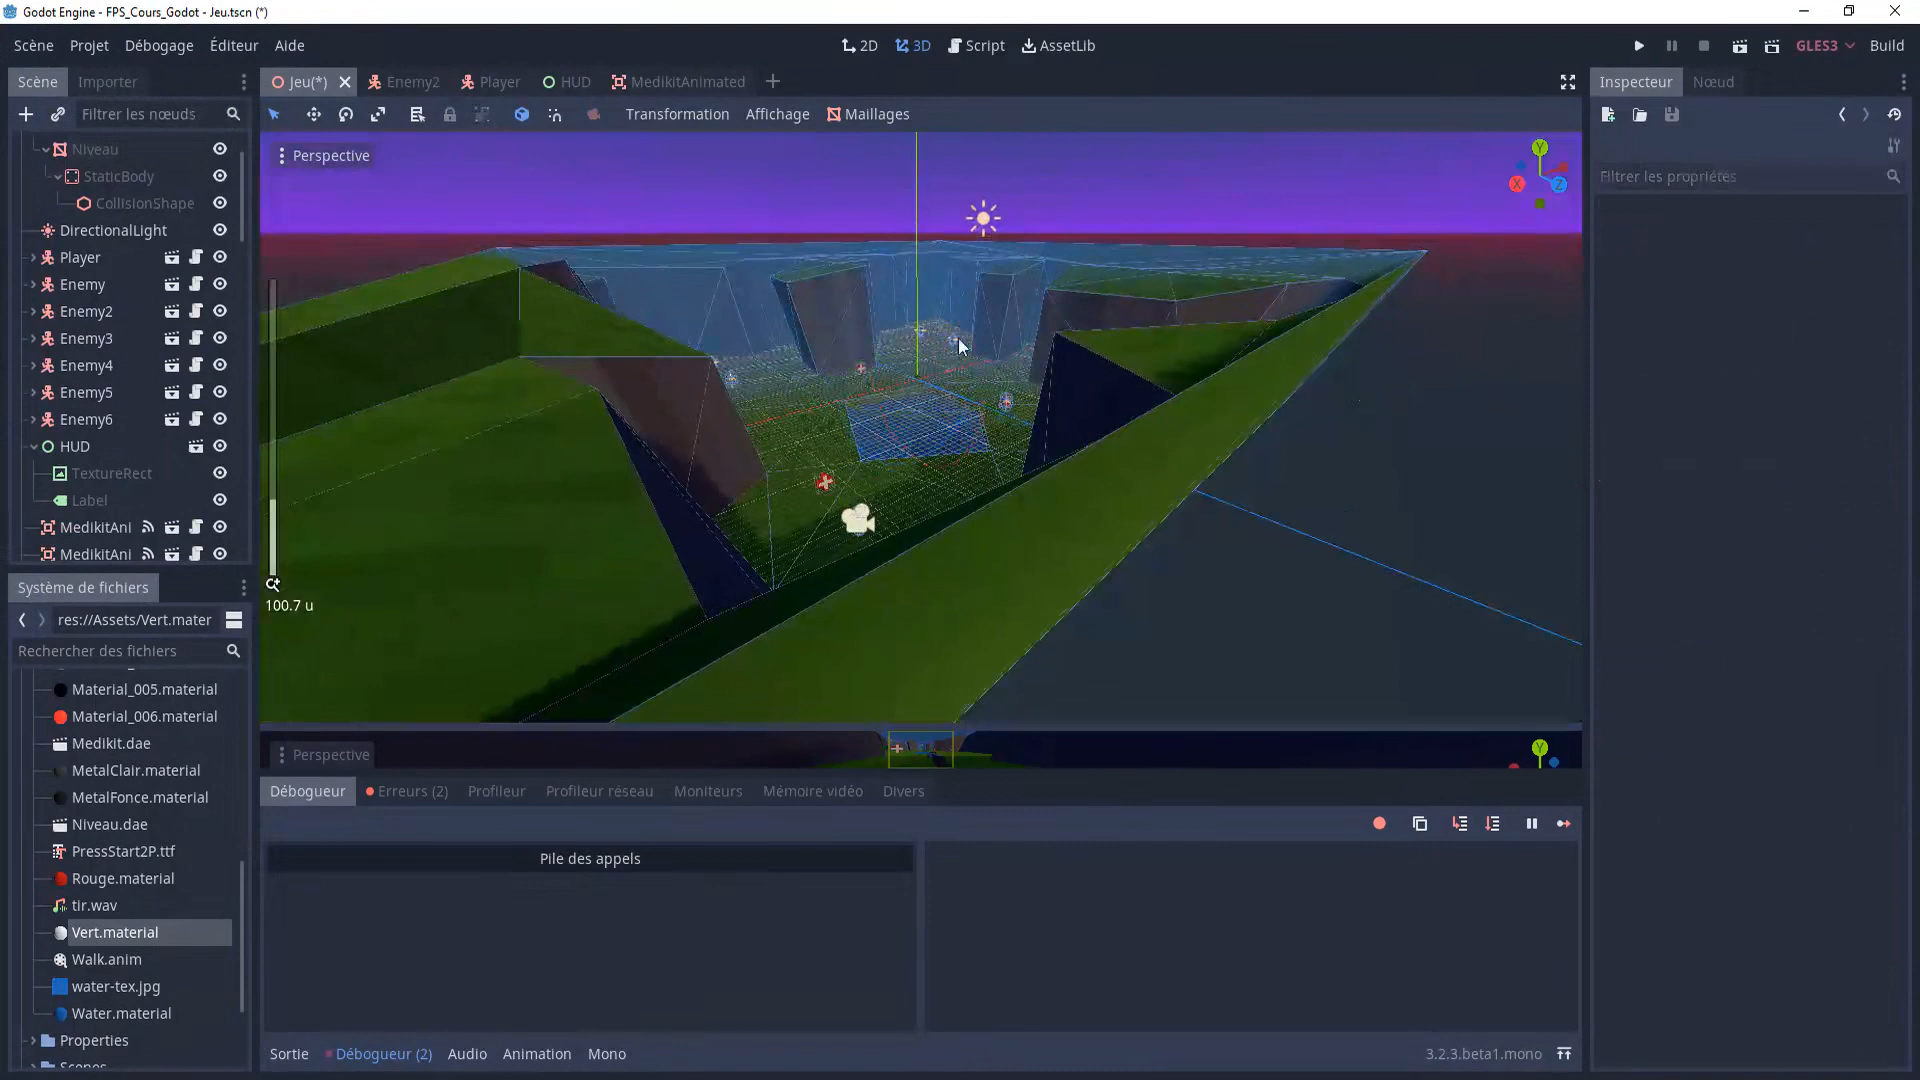 Godot Engine - FPS_Cours_Godot - Jeu.tscn (*)
Scène Projet Débogage Éditeur Aide
2D 3D Script AssetLib
GLES3 Build
Scène Importer
Jeu(*) Enemy2 Player HUD MedikitAnimated
Inspecteur Nœud
Filtrer les nœuds
Transformation Affichage Maillages
Niveau
StaticBody
CollisionShape
DirectionalLight
Player
Enemy
Enemy2
Enemy3
Enemy4
Enemy5
Enemy6
HUD
TextureRect
Label
MedikitAni
MedikitAni
Perspective
Y
X
Z
100.7 u
Filtrer les propriétés
Système de fichiers
res://Assets/Vert.mater
Rechercher des fichiers
Material_005.material
Material_006.material
Medikit.dae
MetalClair.material
MetalFonce.material
Niveau.dae
PressStart2P.ttf
Rouge.material
tir.wav
Vert.material
Walk.anim
water-tex.jpg
Water.material
Properties
Scenes
Perspective
Y
Débogueur Erreurs (2) Profileur Profileur réseau Moniteurs Mémoire vidéo Divers
Pile des appels
Sortie Débogueur (2) Audio Animation Mono
3.2.3.beta1.mono